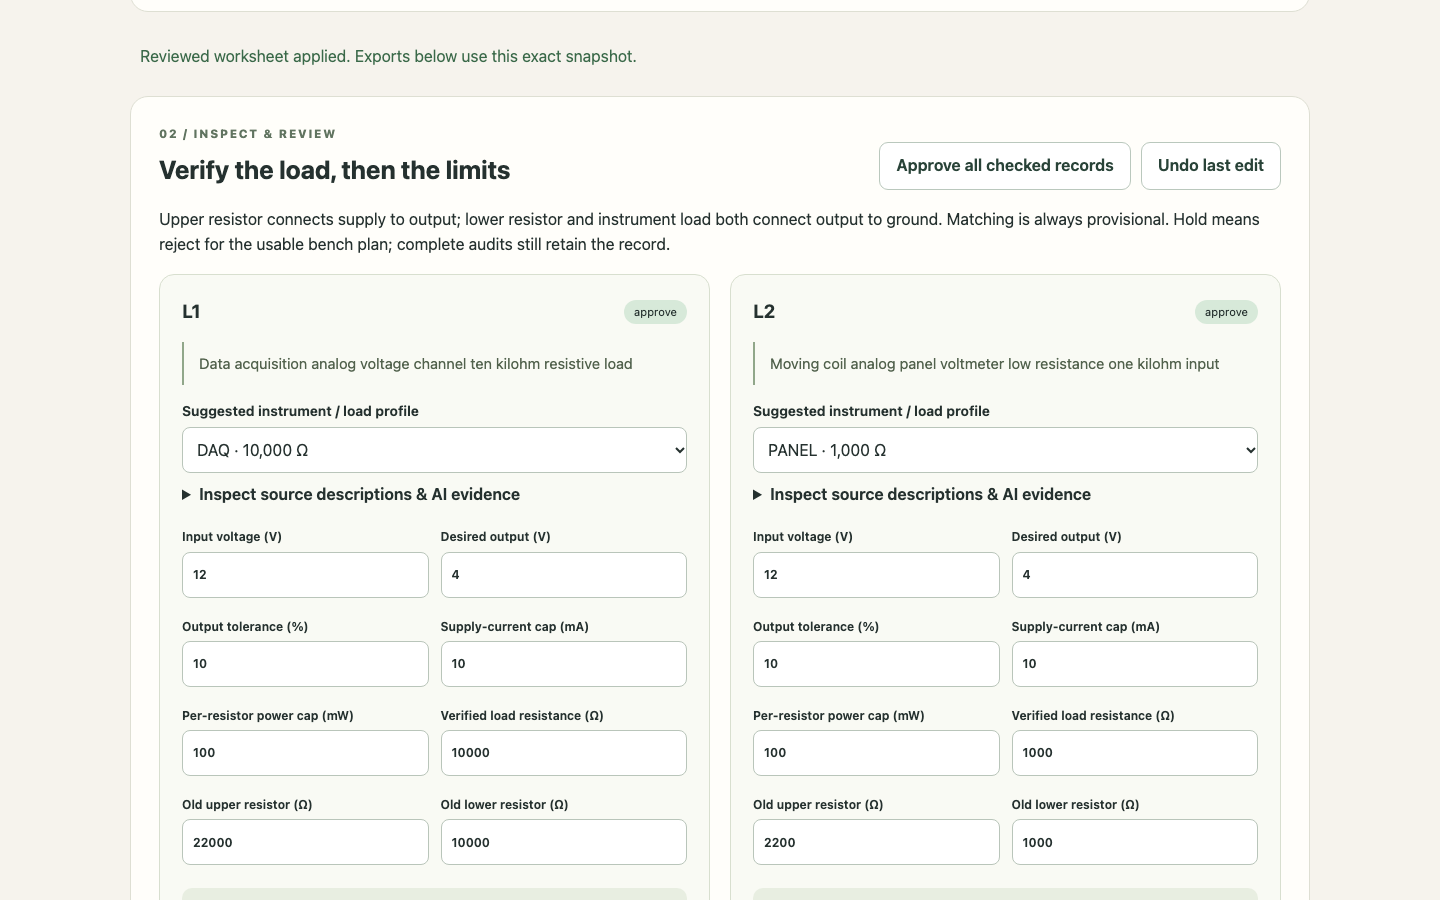 Reviewed worksheet applied. Exports below use this exact snapshot.
02 / INSPECT & REVIEW
Verify the load, then the limits
Approve all checked records
Undo last edit
Upper resistor connects supply to output; lower resistor and instrument load both connect output to ground. Matching is always provisional. Hold means
reject for the usable bench plan; complete audits still retain the record.
L1
approve
Data acquisition analog voltage channel ten kilohm resistive load
Suggested instrument / load profile
DAQ · 10,000 Ω
Inspect source descriptions & AI evidence
Input voltage (V)
Desired output (V)
12
4
Output tolerance (%)
Supply-current cap (mA)
10
10
Per-resistor power cap (mW)
Verified load resistance (Ω)
100
10000
Old upper resistor (Ω)
Old lower resistor (Ω)
22000
10000
L2
approve
Moving coil analog panel voltmeter low resistance one kilohm input
Suggested instrument / load profile
PANEL · 1,000 Ω
Inspect source descriptions & AI evidence
Input voltage (V)
Desired output (V)
12
4
Output tolerance (%)
Supply-current cap (mA)
10
10
Per-resistor power cap (mW)
Verified load resistance (Ω)
100
1000
Old upper resistor (Ω)
Old lower resistor (Ω)
2200
1000